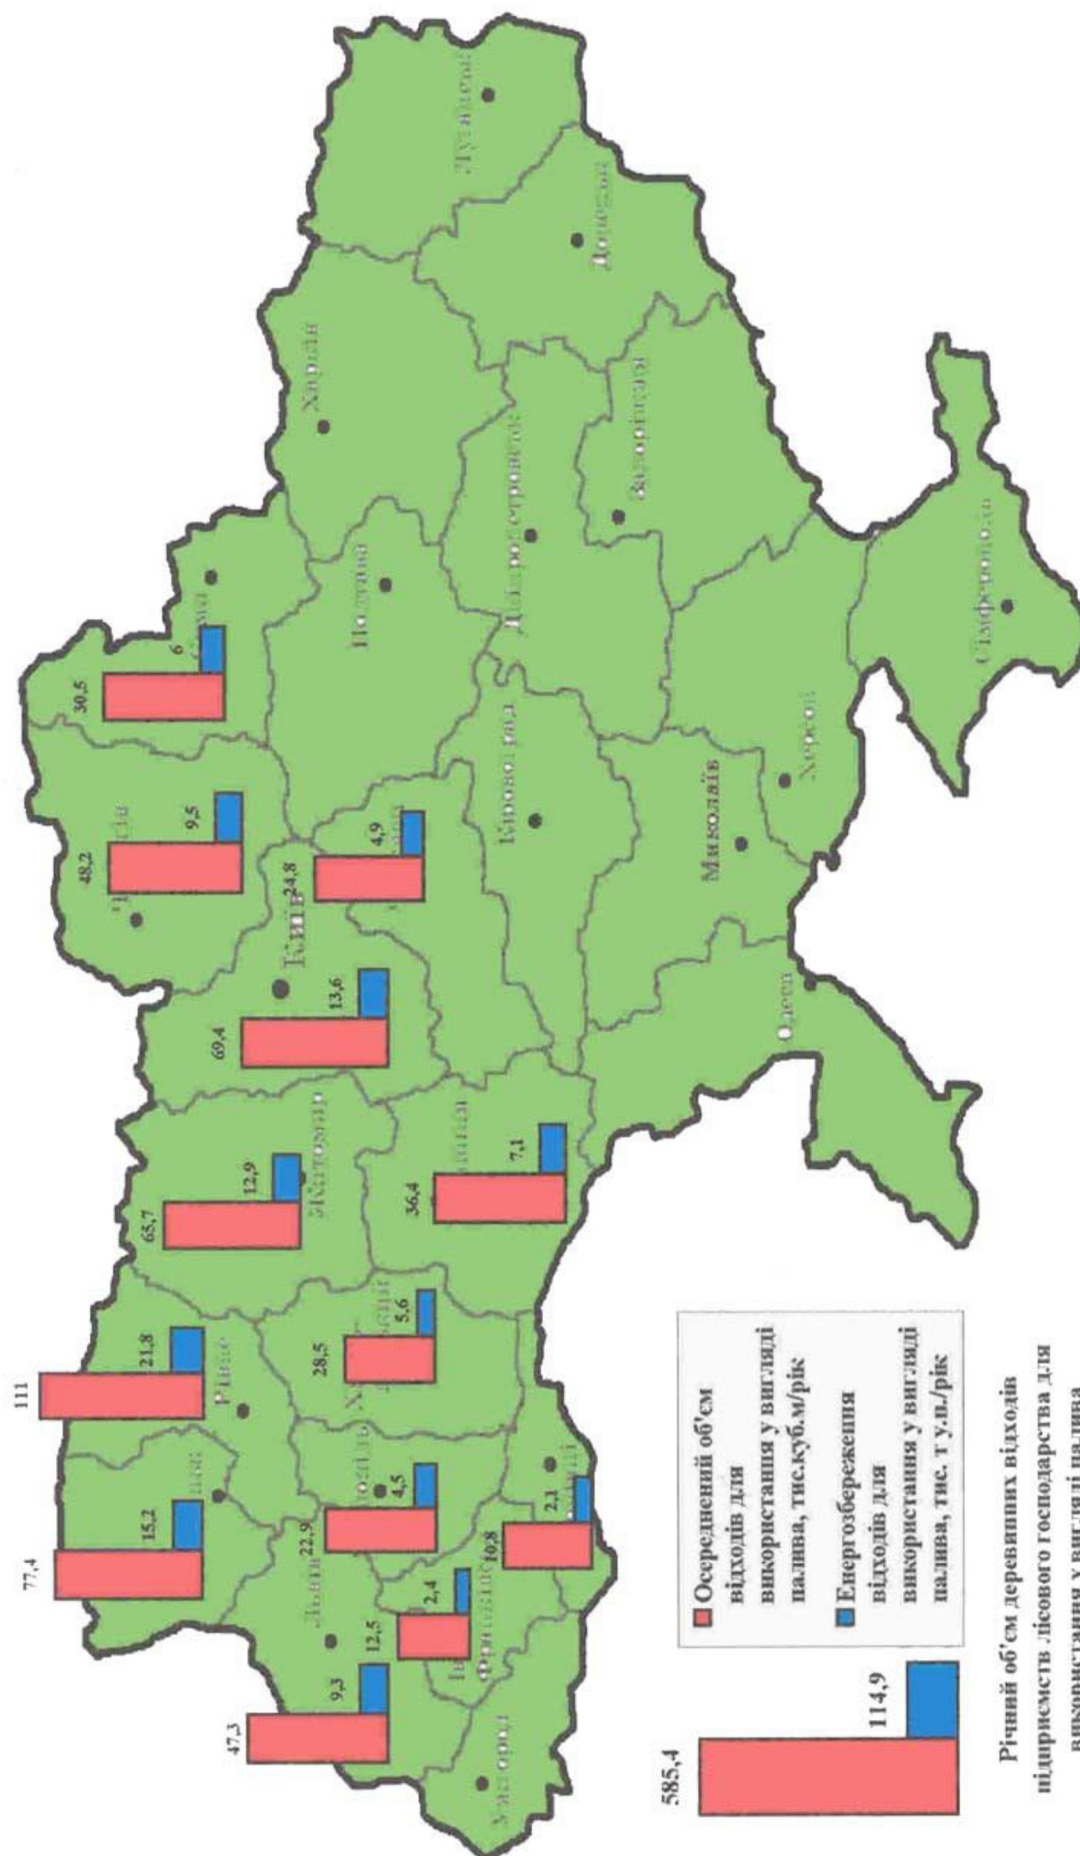 111
77,4
21,8
15,2
Рівне
65,7
12,9
Житомир
69,4
13,6
Київ
48,2
9,5
30,5
6
24,8
4,9
Полтава
Харків
Луганськ
Донецьк
Дніпропетровськ
Запоріжжя
Кіровоград
Миколаїв
Херсон
Одеса
Сімферополь
36,4
7,1
28,5
5,6
22,9
4,5
Львів
47,3
9,3
12,5
2,4
10,8
2,1
Ужгород
585,4
114,9
Осереднений об'єм
відходів для
використання у вигляді
палива, тис.куб.м/рік
Енергозбереження
відходів для
використання у вигляді
палива, тис. т у.п./рік
Річний об'єм деревинних відходів
підприємств лісового господарства для
використання у вигляді палива